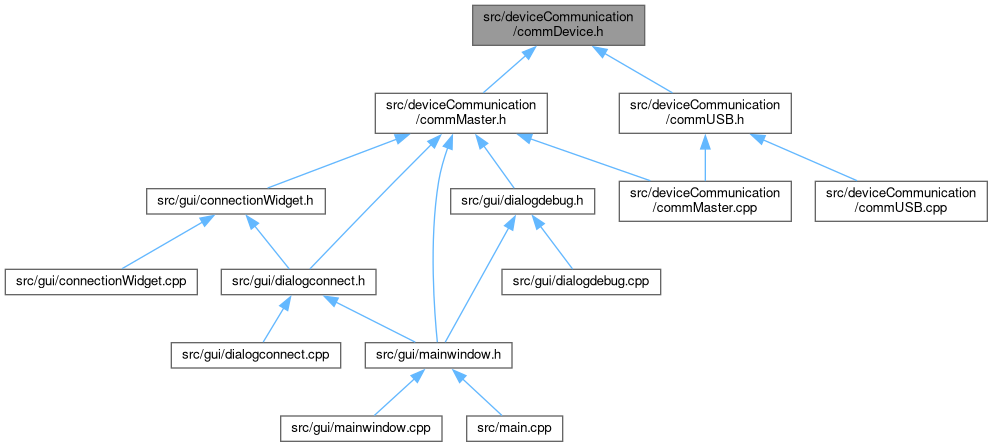 src/deviceCommunication
/commDevice.h
src/deviceCommunication
/commMaster.h
src/deviceCommunication
/commUSB.h
src/gui/connectionWidget.h
src/gui/dialogdebug.h
src/deviceCommunication
/commMaster.cpp
src/deviceCommunication
/commUSB.cpp
src/gui/connectionWidget.cpp
src/gui/dialogconnect.h
src/gui/dialogdebug.cpp
src/gui/dialogconnect.cpp
src/gui/mainwindow.h
src/gui/mainwindow.cpp
src/main.cpp